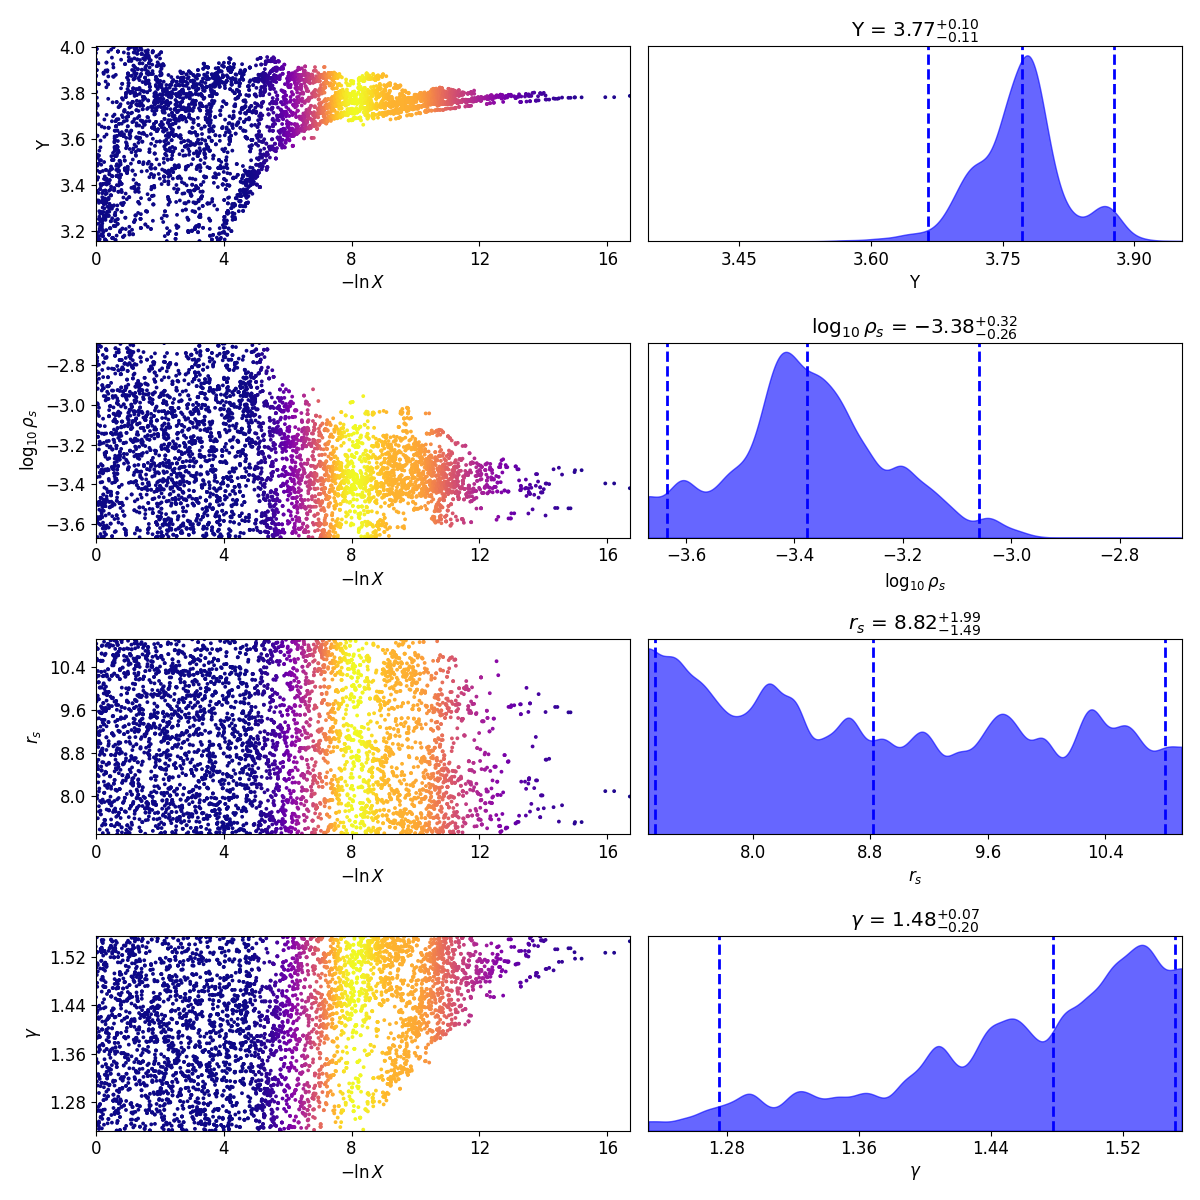 4.0
3.8
3.6
3.4
3.2
Y
0 4 8 12 16
−ln X
Y = 3.77+0.10−0.11
3.45 3.60 3.75 3.90
Y
−2.8
−3.0
−3.2
−3.4
−3.6
log10 ρs
0 4 8 12 16
−ln X
log10 ρs = −3.38+0.32−0.26
−3.6 −3.4 −3.2 −3.0 −2.8
log10 ρs
10.4
9.6
8.8
8.0
rs
0 4 8 12 16
−ln X
rs = 8.82+1.99−1.49
8.0 8.8 9.6 10.4
rs
1.52
1.44
1.36
1.28
γ
0 4 8 12 16
−ln X
γ = 1.48+0.07−0.20
1.28 1.36 1.44 1.52
γ